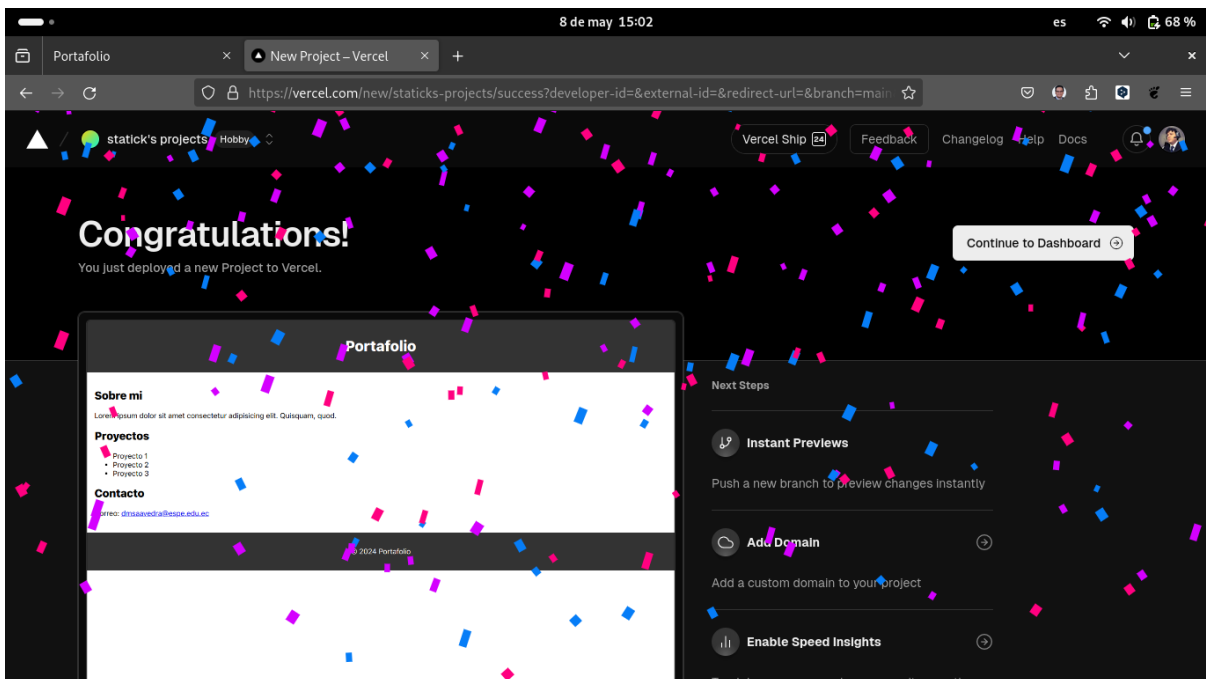 8 de may 15:02
es
68 %
Portafolio
New Project – Vercel
https://vercel.com/new/staticks-projects/success?developer-id=&external-id=&redirect-url=&branch=main
statick's projects
Hobby
Vercel Ship 24
Feedback
Changelog
Help
Docs
Congratulations!
You just deployed a new Project to Vercel.
Continue to Dashboard
Portafolio
Sobre mi
Lorem ipsum dolor sit amet consectetur adipisicing elit. Quisquam, quod.
Proyectos
• Proyecto 1
• Proyecto 2
• Proyecto 3
Contacto
Correo: dmsaavedra@espe.edu.ec
© 2024 Portafolio
Next Steps
Instant Previews
Push a new branch to preview changes instantly
Add Domain
Add a custom domain to your project
Enable Speed Insights